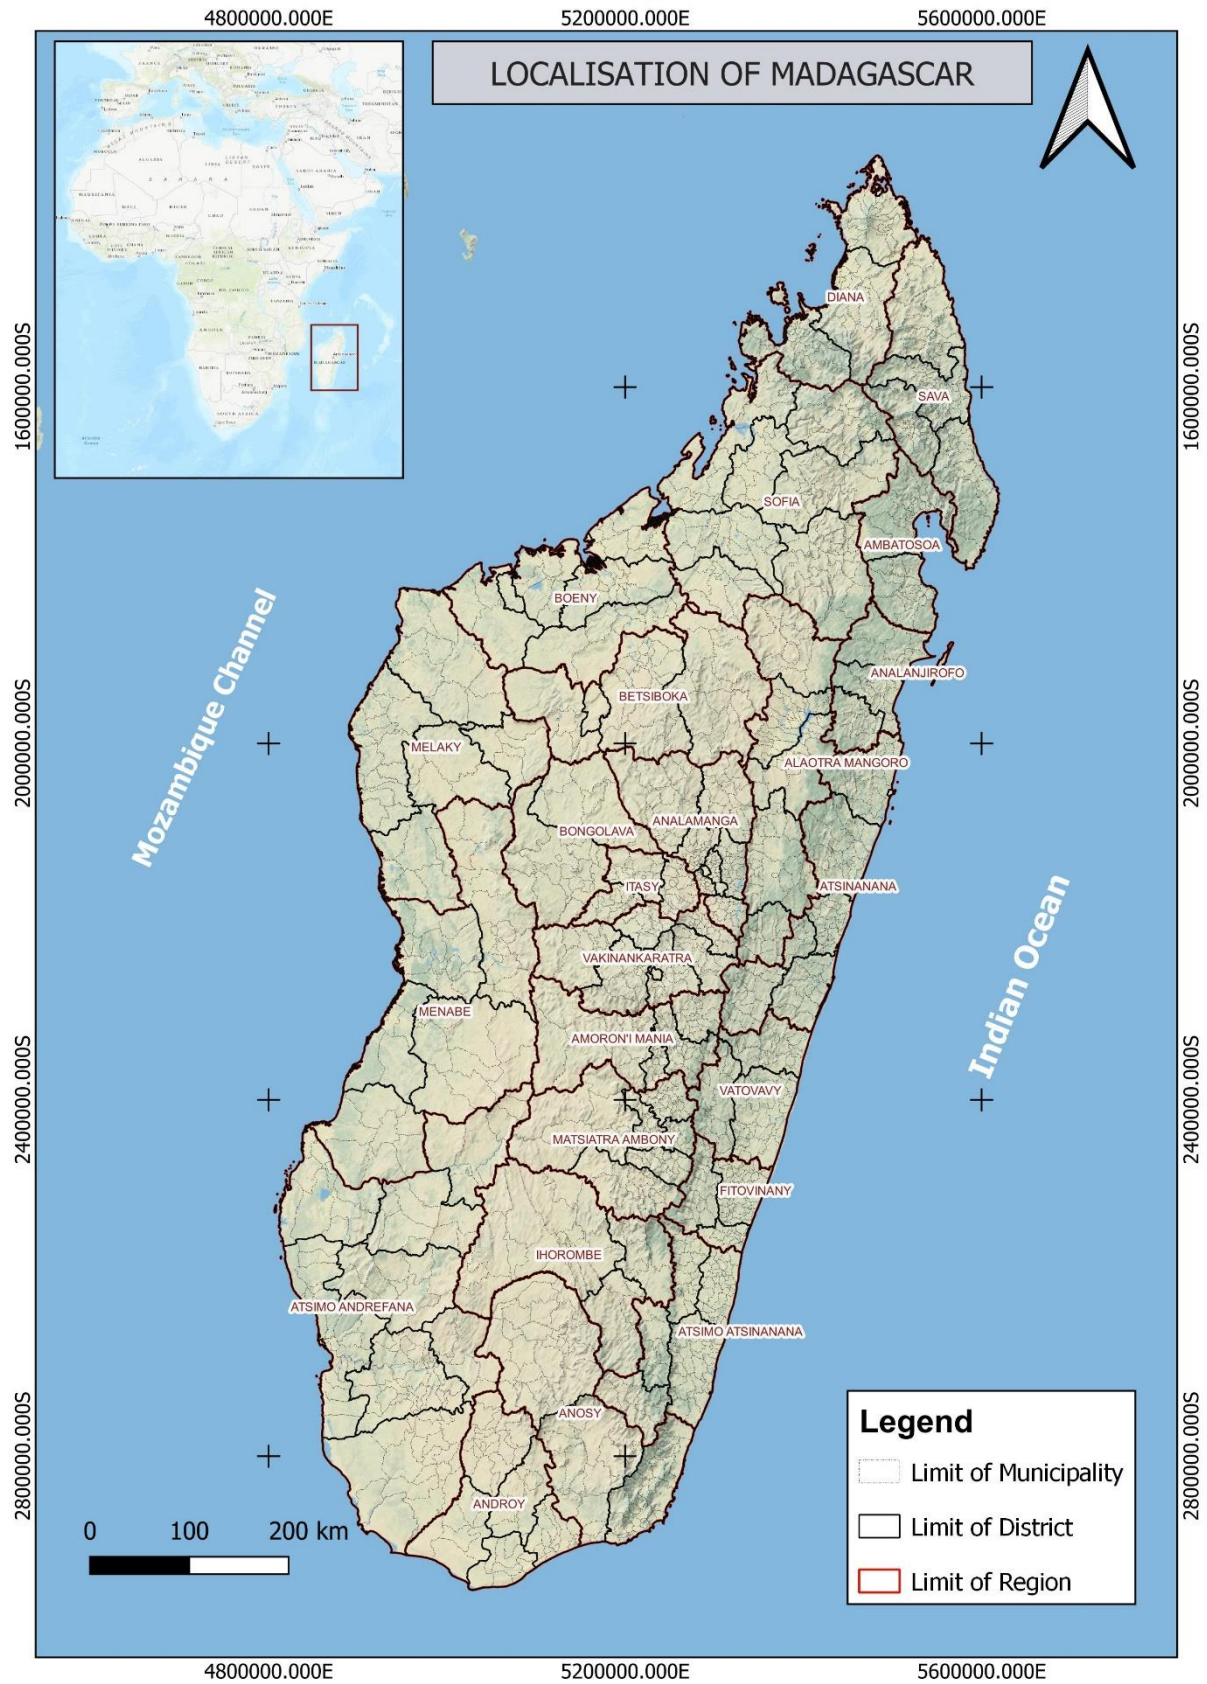 4800000.000E
5200000.000E
5600000.000E
LOCALISATION OF MADAGASCAR
DIANA
1600000.000S
1600000.000S
SAVA
SOFIA
AMBATOSOA
BOENY
Mozambique Channel
ANALANJIROFO
BETSIBOKA
2000000.000S
2000000.000S
MELAKY
ALAOTRA MANGORO
ANALAMANGA
BONGOLAVA
ITASY
ATSINANANA
Indian Ocean
VAKINANKARATRA
MENABE
AMORON'I MANIA
VATOVAVY
2400000.000S
2400000.000S
MATSIATRA AMBONY
FITOVINANY
IHOROMBE
ATSIMO ANDREFANA
ATSIMO ATSINANANA
ANOSY
2800000.000S
2800000.000S
ANDROY
Legend
Limit of Municipality
Limit of District
Limit of Region
0 100 200 km
4800000.000E
5200000.000E
5600000.000E